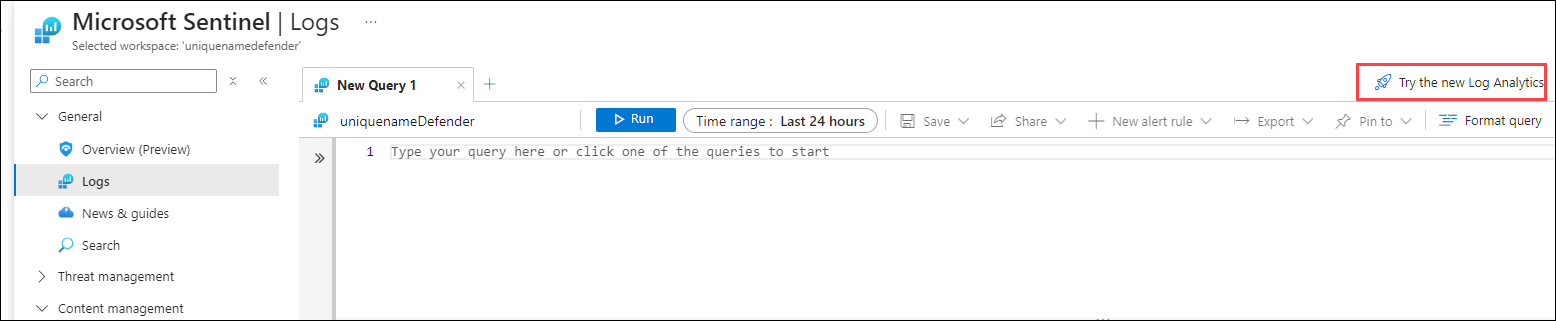 Microsoft Sentinel | Logs ...
Selected workspace: 'uniquenamedefender'
Search
General
Overview (Preview)
Logs
News & guides
Search
Threat management
Content management
New Query 1
Try the new Log Analytics
uniquenameDefender
Run
Time range : Last 24 hours
Save
Share
New alert rule
Export
Pin to
Format query
1 Type your query here or click one of the queries to start